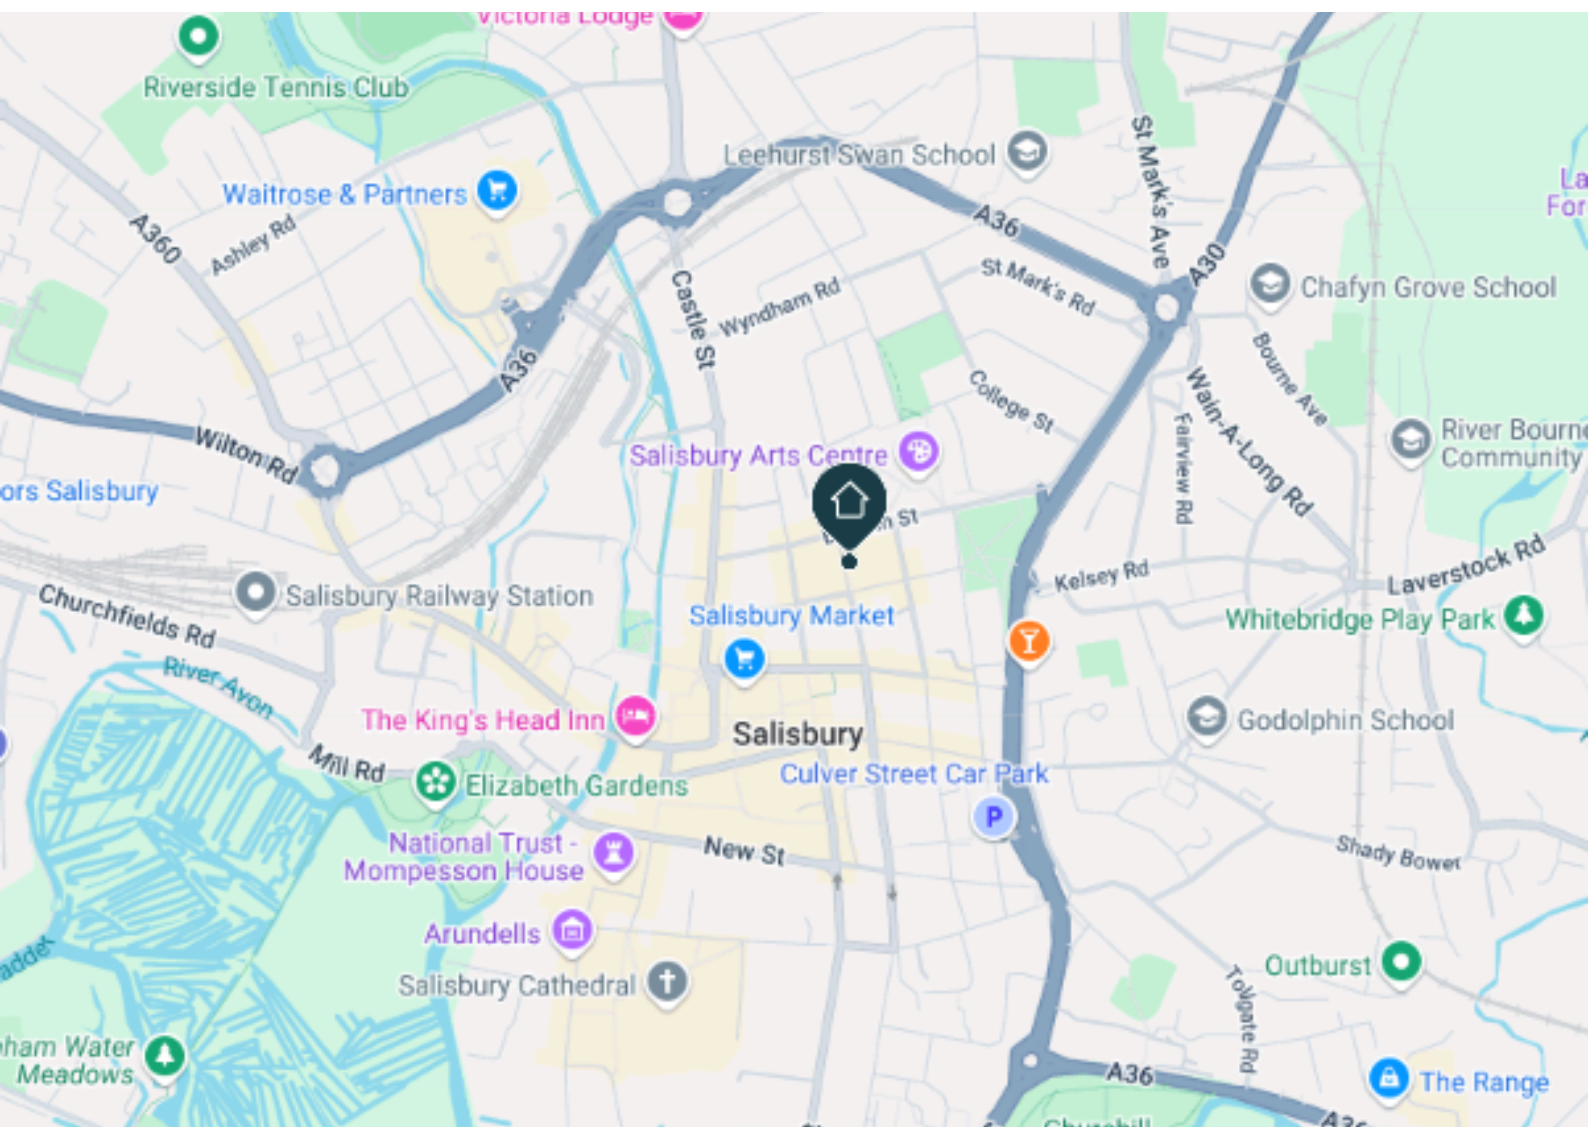 Victoria Lodge
Riverside Tennis Club
Leehurst Swan School
St Mark's Ave
Waitrose & Partners
A360
Ashley Rd
A36
A30
St Mark's Rd
Chafyn Grove School
Castle St
Wyndham Rd
A36
Bourne Ave
College St
Wain-A-Long Rd
Fairview Rd
Wilton Rd
Salisbury Arts Centre
River Bourne
Community
ors Salisbury
St
Laverstock Rd
Kelsey Rd
Salisbury Railway Station
Churchfields Rd
Salisbury Market
Whitebridge Play Park
River Avon
The King's Head Inn
Salisbury
Godolphin School
Mill Rd
Elizabeth Gardens
Culver Street Car Park
P
National Trust -
Mompesson House
New St
Shady Bower
Arundells
Salisbury Cathedral
Outburst
Tollgate Rd
ham Water
Meadows
A36
The Range
A36